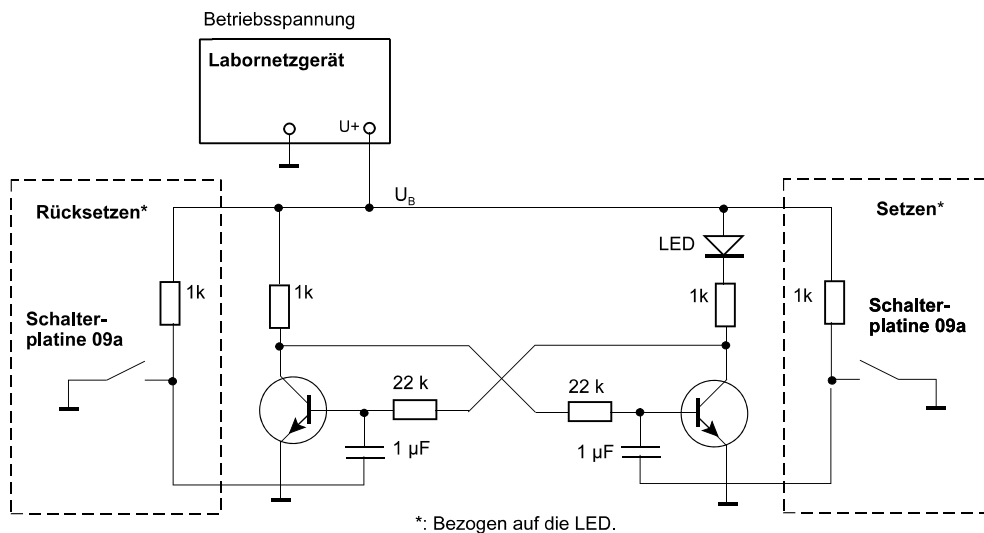 Betriebsspannung
Labornetzgerät
U+
U_B
Rücksetzen*
Setzen*
LED
1k
1k
1k
1k
Schalter-
platine 09a
Schalter-
platine 09a
22 k
22 k
1 µF
1 µF
*: Bezogen auf die LED.